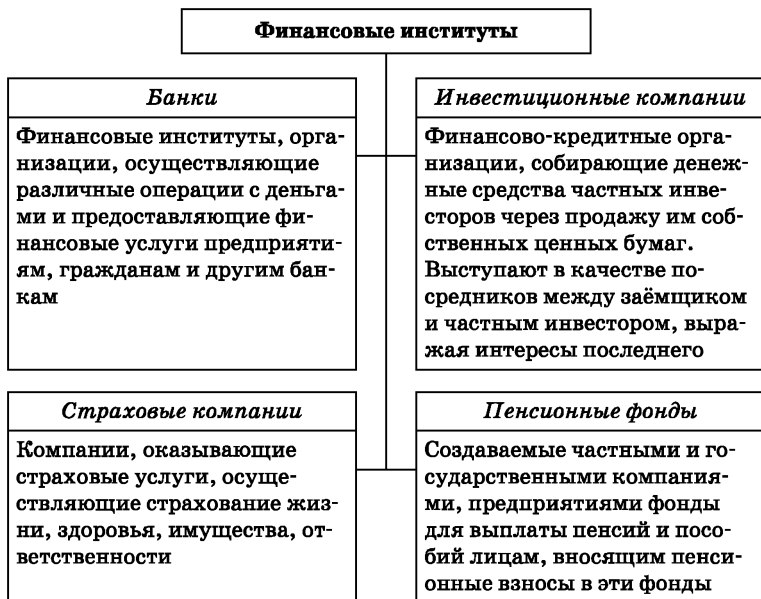 Финансовые институты
Банки
Финансовые институты, орга-
низации, осуществляющие
различные операции с деньга-
ми и предоставляющие фи-
нансовые услуги предприяти-
ям, гражданам и другим бан-
кам
Инвестиционные компании
Финансово-кредитные орга-
низации, собирающие денеж-
ные средства частных инве-
сторов через продажу им соб-
ственных ценных бумаг.
Выступают в качестве по-
средников между заёмщиком
и частным инвестором, выра-
жая интересы последнего
Страховые компании
Компании, оказывающие
страховые услуги, осуще-
ствляющие страхование жиз-
ни, здоровья, имущества, от-
ветственности
Пенсионные фонды
Создаваемые частными и го-
сударственными компания-
ми, предприятиями фонды
для выплаты пенсий и посо-
бий лицам, вносящим пенси-
онные взносы в эти фонды